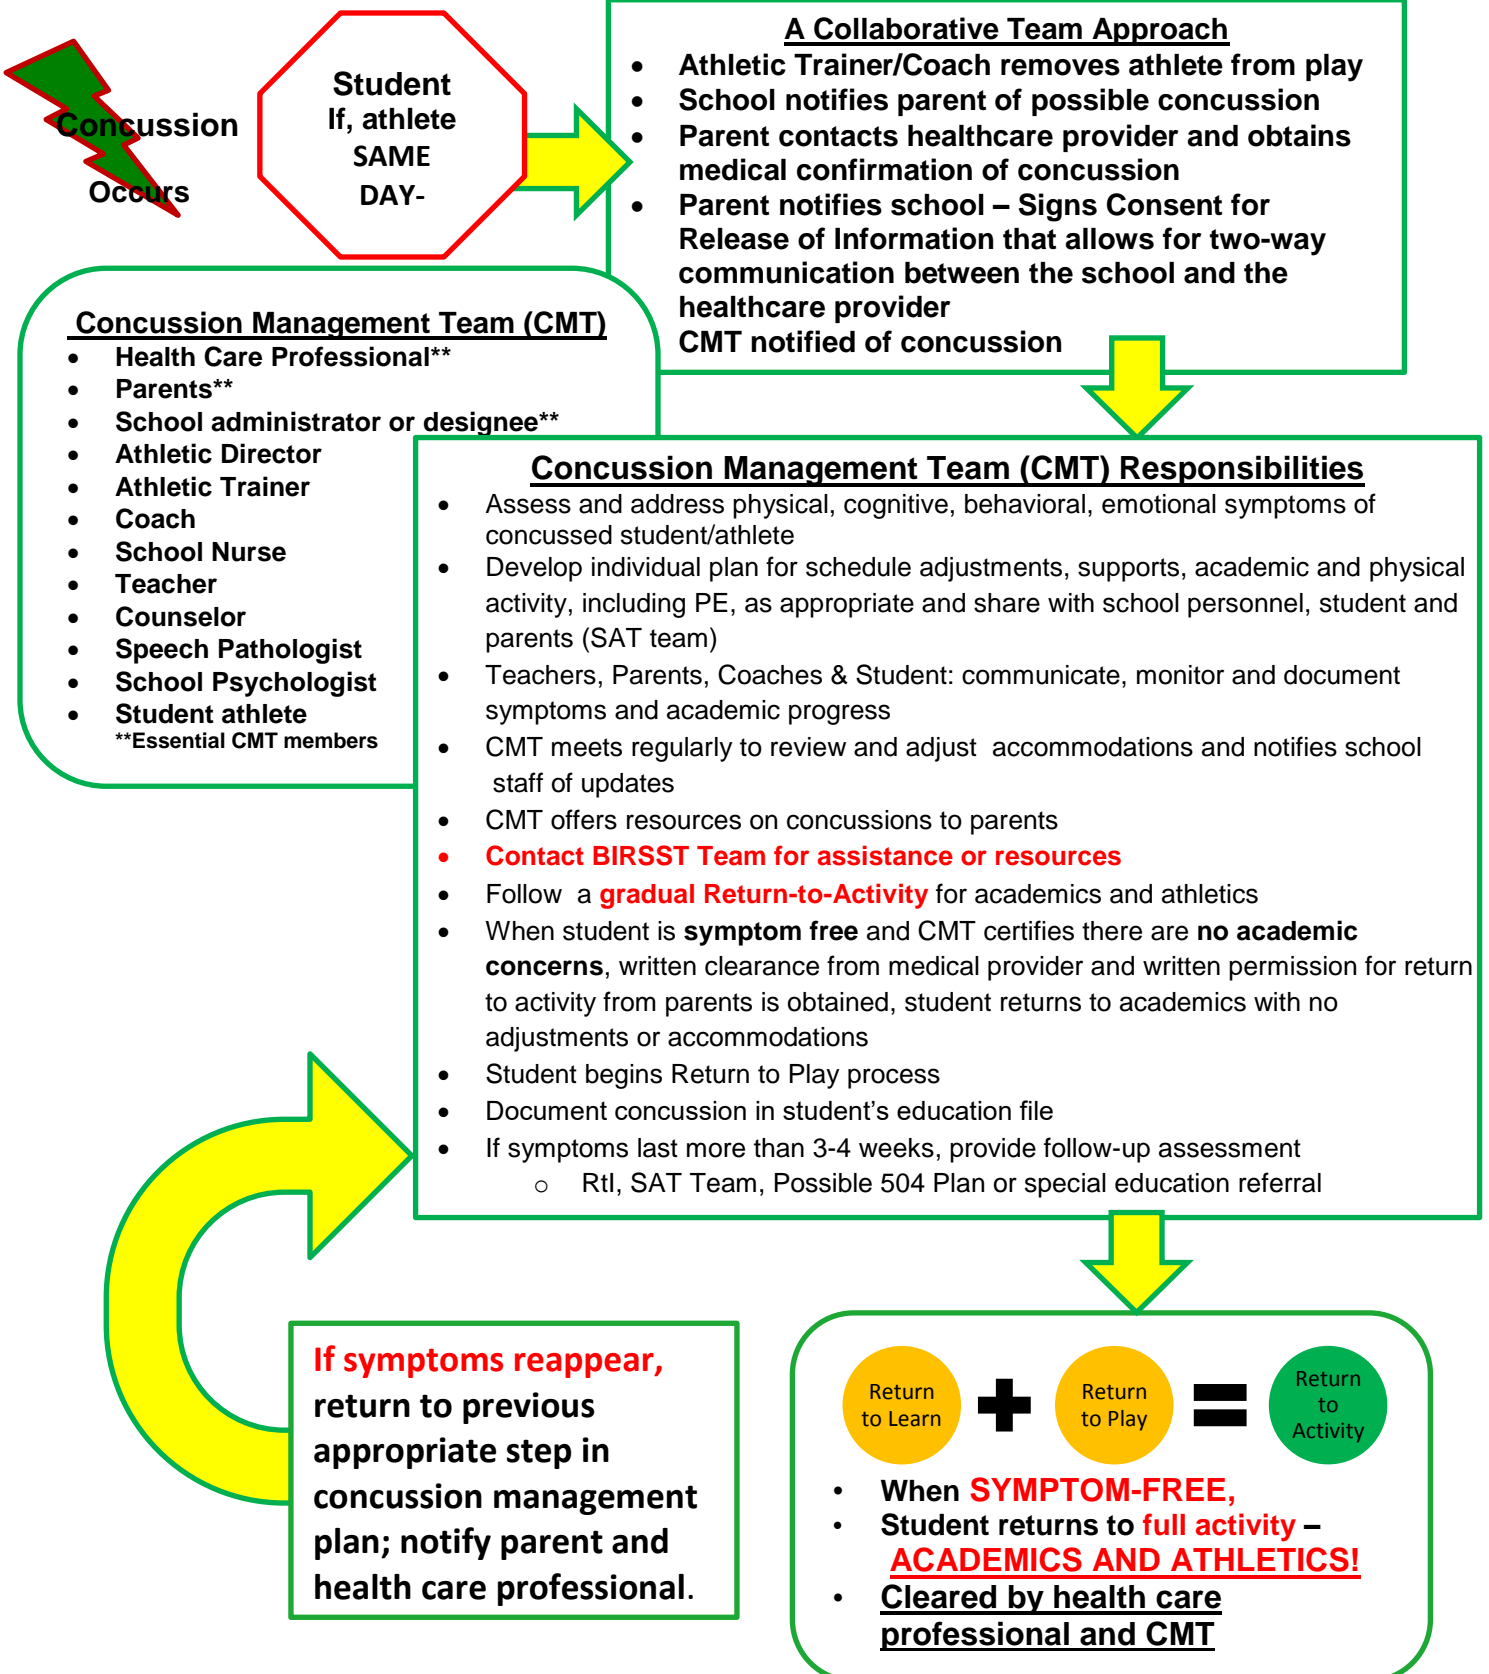 Concussion
Occurs
Student
If, athlete
SAME
DAY-
A Collaborative Team Approach
• Athletic Trainer/Coach removes athlete from play
• School notifies parent of possible concussion
• Parent contacts healthcare provider and obtains
medical confirmation of concussion
• Parent notifies school – Signs Consent for
Release of Information that allows for two-way
communication between the school and the
healthcare provider
CMT notified of concussion
Concussion Management Team (CMT)
• Health Care Professional**
• Parents**
• School administrator or designee**
• Athletic Director
• Athletic Trainer
• Coach
• School Nurse
• Teacher
• Counselor
• Speech Pathologist
• School Psychologist
• Student athlete
**Essential CMT members
Concussion Management Team (CMT) Responsibilities
• Assess and address physical, cognitive, behavioral, emotional symptoms of
concussed student/athlete
• Develop individual plan for schedule adjustments, supports, academic and physical
activity, including PE, as appropriate and share with school personnel, student and
parents (SAT team)
• Teachers, Parents, Coaches & Student: communicate, monitor and document
symptoms and academic progress
• CMT meets regularly to review and adjust accommodations and notifies school
staff of updates
• CMT offers resources on concussions to parents
• Contact BIRSST Team for assistance or resources
• Follow a gradual Return-to-Activity for academics and athletics
• When student is symptom free and CMT certifies there are no academic
concerns, written clearance from medical provider and written permission for return
to activity from parents is obtained, student returns to academics with no
adjustments or accommodations
• Student begins Return to Play process
• Document concussion in student’s education file
• If symptoms last more than 3-4 weeks, provide follow-up assessment
o RtI, SAT Team, Possible 504 Plan or special education referral
If symptoms reappear,
return to previous
appropriate step in
concussion management
plan; notify parent and
health care professional.
Return
to Learn
Return
to Play
Return
to
Activity
• When SYMPTOM-FREE,
• Student returns to full activity –
ACADEMICS AND ATHLETICS!
• Cleared by health care
professional and CMT